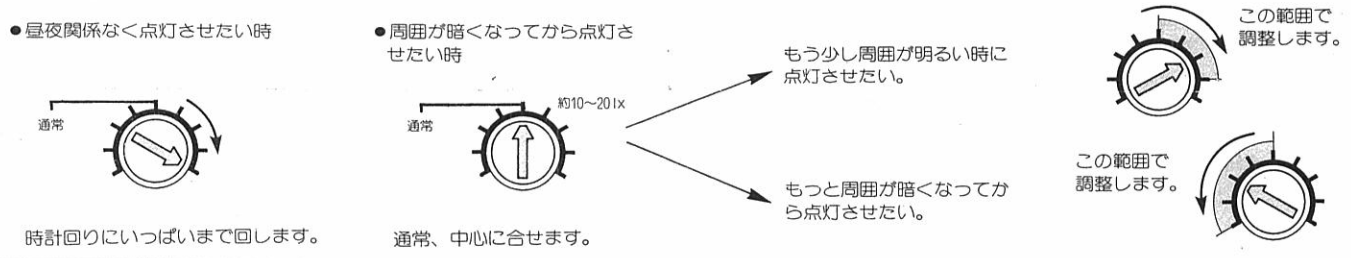 ●昼夜関係なく点灯させたい時
通常
時計回りにいっぱいまで回します。
●周囲が暗くなってから点灯さ
せたい時
通常
約10～20lx
通常、中心に合せます。
もう少し周囲が明るい時に
点灯させたい。
もっと周囲が暗くなってか
ら点灯させたい。
この範囲で
調整します。
この範囲で
調整します。